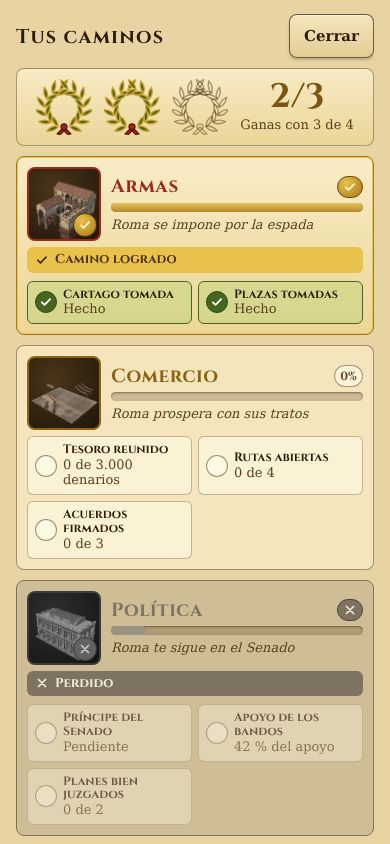 Tus caminos
Cerrar
2/3
Ganas con 3 de 4
Armas
Roma se impone por la espada
Camino logrado
Cartago tomada
Hecho
Plazas tomadas
Hecho
Comercio
0%
Roma prospera con sus tratos
Tesoro reunido
0 de 3.000
denarios
Rutas abiertas
0 de 4
Acuerdos
firmados
0 de 3
Política
Roma te sigue en el Senado
Perdido
Príncipe del
Senado
Pendiente
Apoyo de los
bandos
42 % del apoyo
Planes bien
juzgados
0 de 2